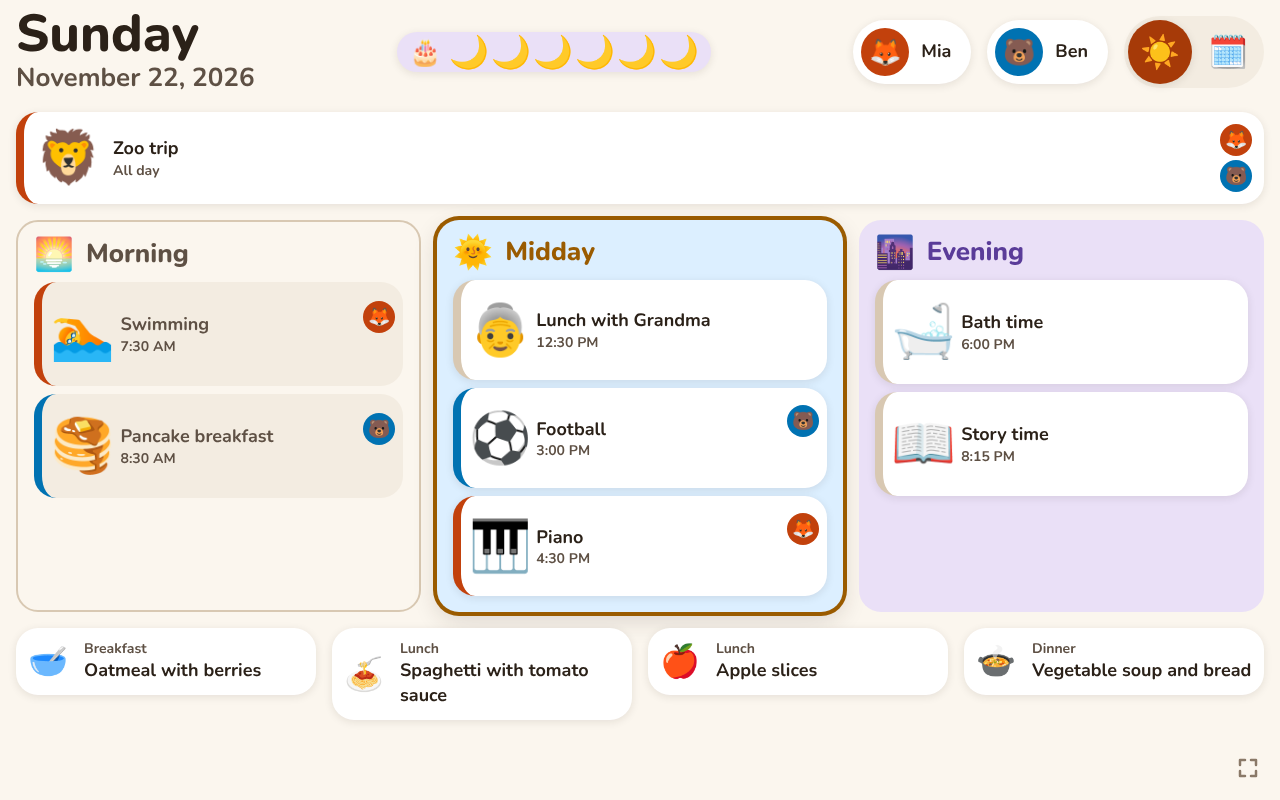 Sunday
November 22, 2026
Mia
Ben
Zoo trip
All day
Morning
Swimming
7:30 AM
Pancake breakfast
8:30 AM
Midday
Lunch with Grandma
12:30 PM
Football
3:00 PM
Piano
4:30 PM
Evening
Bath time
6:00 PM
Story time
8:15 PM
Breakfast
Oatmeal with berries
Lunch
Spaghetti with tomato
sauce
Lunch
Apple slices
Dinner
Vegetable soup and bread